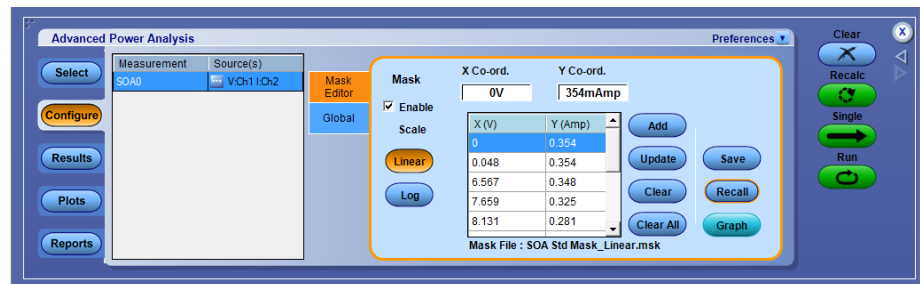 Advanced Power Analysis
Preferences
Clear
X
Select
Configure
Results
Plots
Reports
Measurement Source(s)
SOA0 V:Ch1 I:Ch2
Mask Editor
Global
Mask
Enable
Scale
Linear
Log
X Co-ord. Y Co-ord.
0V 354mAmp
X (V) Y (Amp)
0 0.354
0.048 0.354
6.567 0.348
7.659 0.325
8.131 0.281
Mask File : SOA Std Mask_Linear.msk
Add
Update
Clear
Clear All
Save
Recall
Graph
Recalc
Single
Run